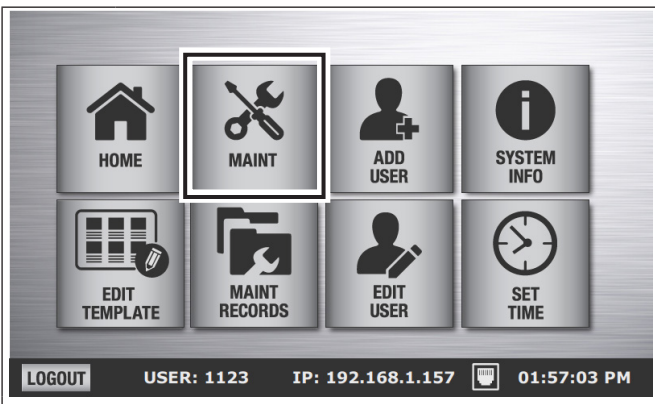 HOME
MAINT
ADD
USER
SYSTEM
INFO
EDIT
TEMPLATE
MAINT
RECORDS
EDIT
USER
SET
TIME
LOGOUT USER: 1123 IP: 192.168.1.157 01:57:03 PM